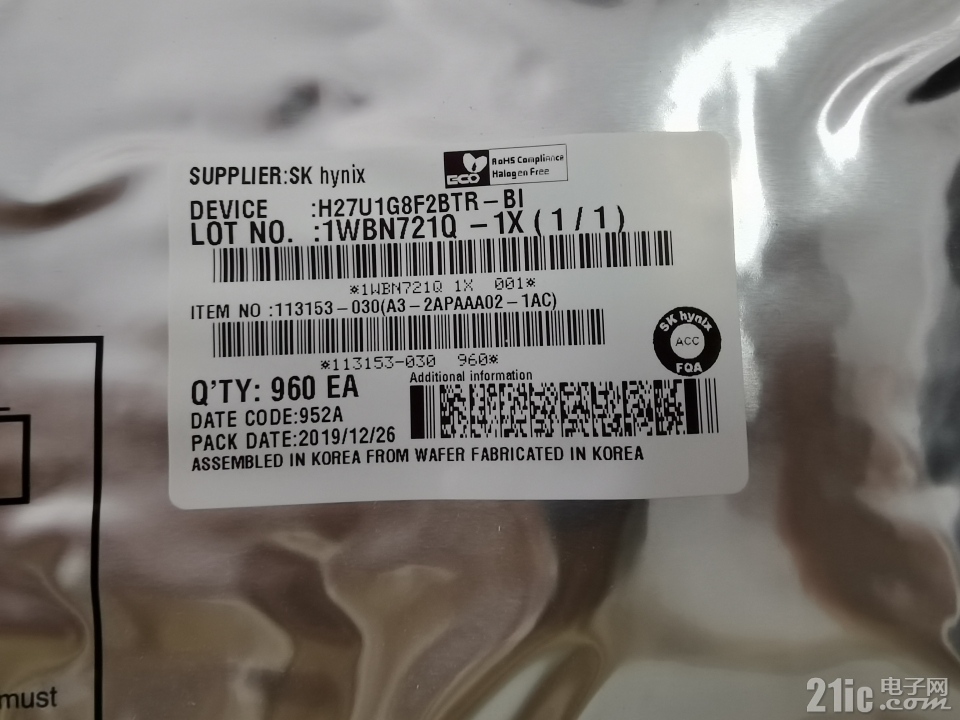 SUPPLIER:SK hynix
ECO RoHS Compliance
Halogen Free
DEVICE :H27U1G8F2BTR-BI
LOT NO. :1WBN721Q-1X(1/1)
*1WBN721Q 1X 001*
ITEM NO :113153-030(A3-2APAAA02-1AC)
*113153-030 960*
SK hynix
ACC
FQA
Q'TY: 960 EA
Additional information
DATE CODE:952A
PACK DATE:2019/12/26
ASSEMBLED IN KOREA FROM WAFER FABRICATED IN KOREA
must
21ic电子网
.com